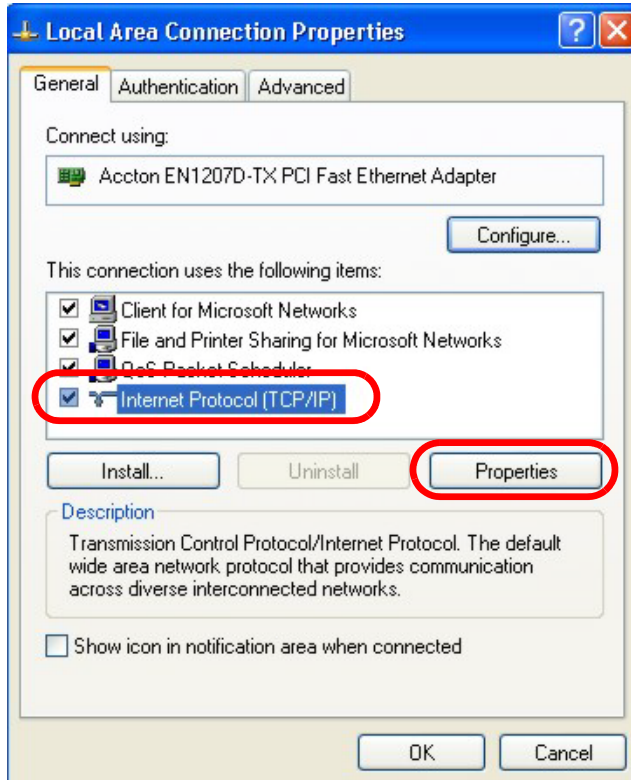 Local Area Connection Properties
General Authentication Advanced
Connect using:
Accton EN1207D-TX PCI Fast Ethernet Adapter
Configure...
This connection uses the following items:
Client for Microsoft Networks
File and Printer Sharing for Microsoft Networks
QoS Packet Scheduler
Internet Protocol (TCP/IP)
Install... Uninstall Properties
Description
Transmission Control Protocol/Internet Protocol. The default
wide area network protocol that provides communication
across diverse interconnected networks.
Show icon in notification area when connected
OK Cancel